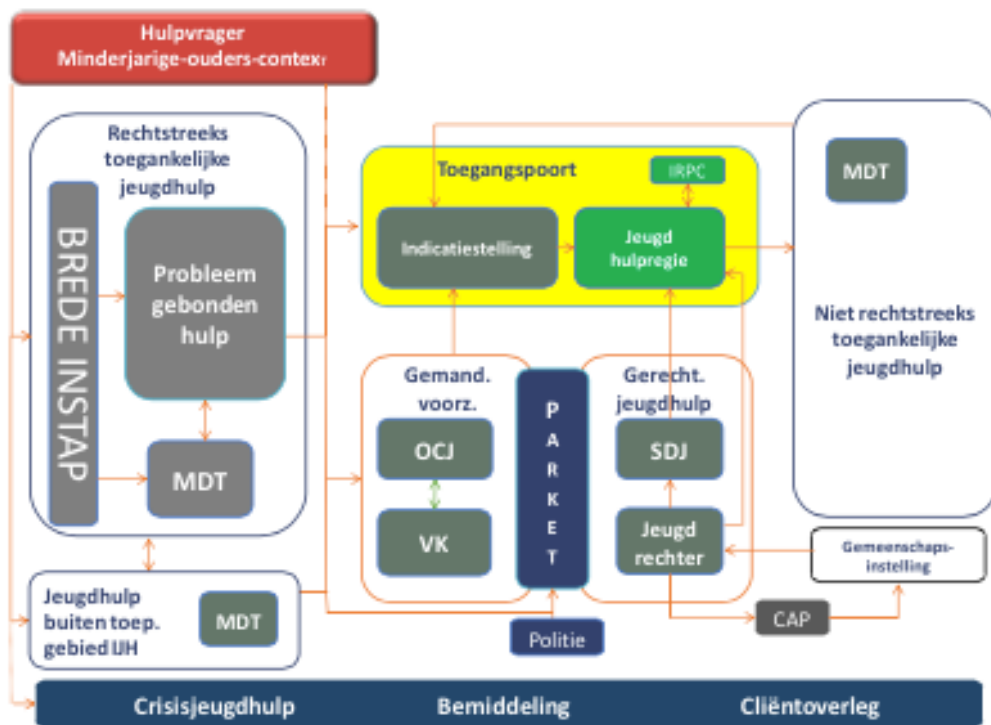 Hulpvrager
Minderjarige-ouders-context
Rechtstreeks
toegankelijke
jeugdhulp
BREDE INSTAP
Probleem
gebonden
hulp
MDT
Jeugdhulp
buiten toep.
gebied IJH
MDT
Toegangspoort
IRPC
Indicatiestelling
Jeugd
hulpregie
Gemand.
voorz.
OCJ
VK
PARKET
Politie
Gerecht.
jeugdhulp
SDJ
Jeugd
rechter
CAP
MDT
Niet rechtstreeks
toegankelijke
jeugdhulp
Gemeenschaps-
instelling
Crisisjeugdhulp Bemiddeling Cliëntoverleg